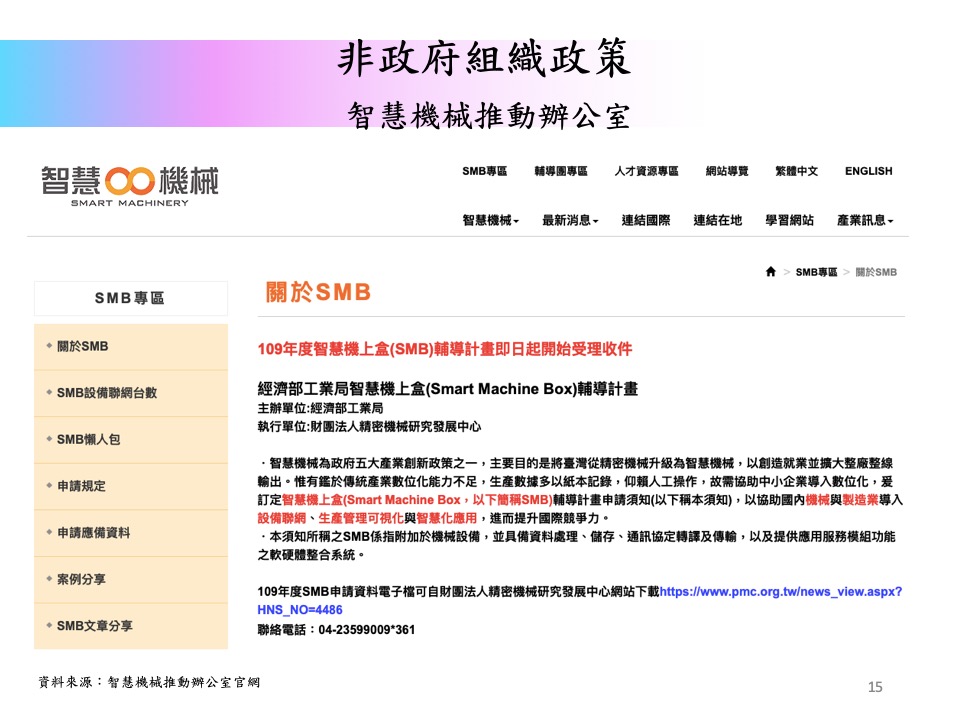 非政府組織政策
智慧機械推動辦公室
智慧機械
SMART MACHINERY
SMB專區 輔導團專區 人才資源專區 網站導覽 繁體中文 ENGLISH
智慧機械 最新消息 連結國際 連結在地 學習網站 產業訊息
> SMB專區 > 關於SMB
SMB專區
關於SMB
SMB設備聯網台數
SMB懶人包
申請規定
申請應備資料
案例分享
SMB文章分享
關於SMB
109年度智慧機上盒(SMB)輔導計畫即日起開始受理收件
經濟部工業局智慧機上盒(Smart Machine Box)輔導計畫
主辦單位:經濟部工業局
執行單位:財團法人精密機械研究發展中心
・智慧機械為政府五大產業創新政策之一，主要目的是將臺灣從精密機械升級為智慧機械，以創造就業並擴大整廠整線
輸出。惟有鑑於傳統產業數位化能力不足，生產數據多以紙本記錄，仰賴人工操作，故需協助中小企業導入數位化，爰
訂定智慧機上盒(Smart Machine Box，以下簡稱SMB)輔導計畫申請須知(以下稱本須知)，以協助國內機械與製造業導入
設備聯網、生產管理可視化與智慧化應用，進而提升國際競爭力。
・本須知所稱之SMB係指附加於機械設備，並具備資料處理、儲存、通訊協定轉譯及傳輸，以及提供應用服務模組功能
之軟硬體整合系統。
109年度SMB申請資料電子檔可自財團法人精密機械研究發展中心網站下載https://www.pmc.org.tw/news_view.aspx?
HNS_NO=4486
聯絡電話：04-23599009*361
資料來源：智慧機械推動辦公室官網
15